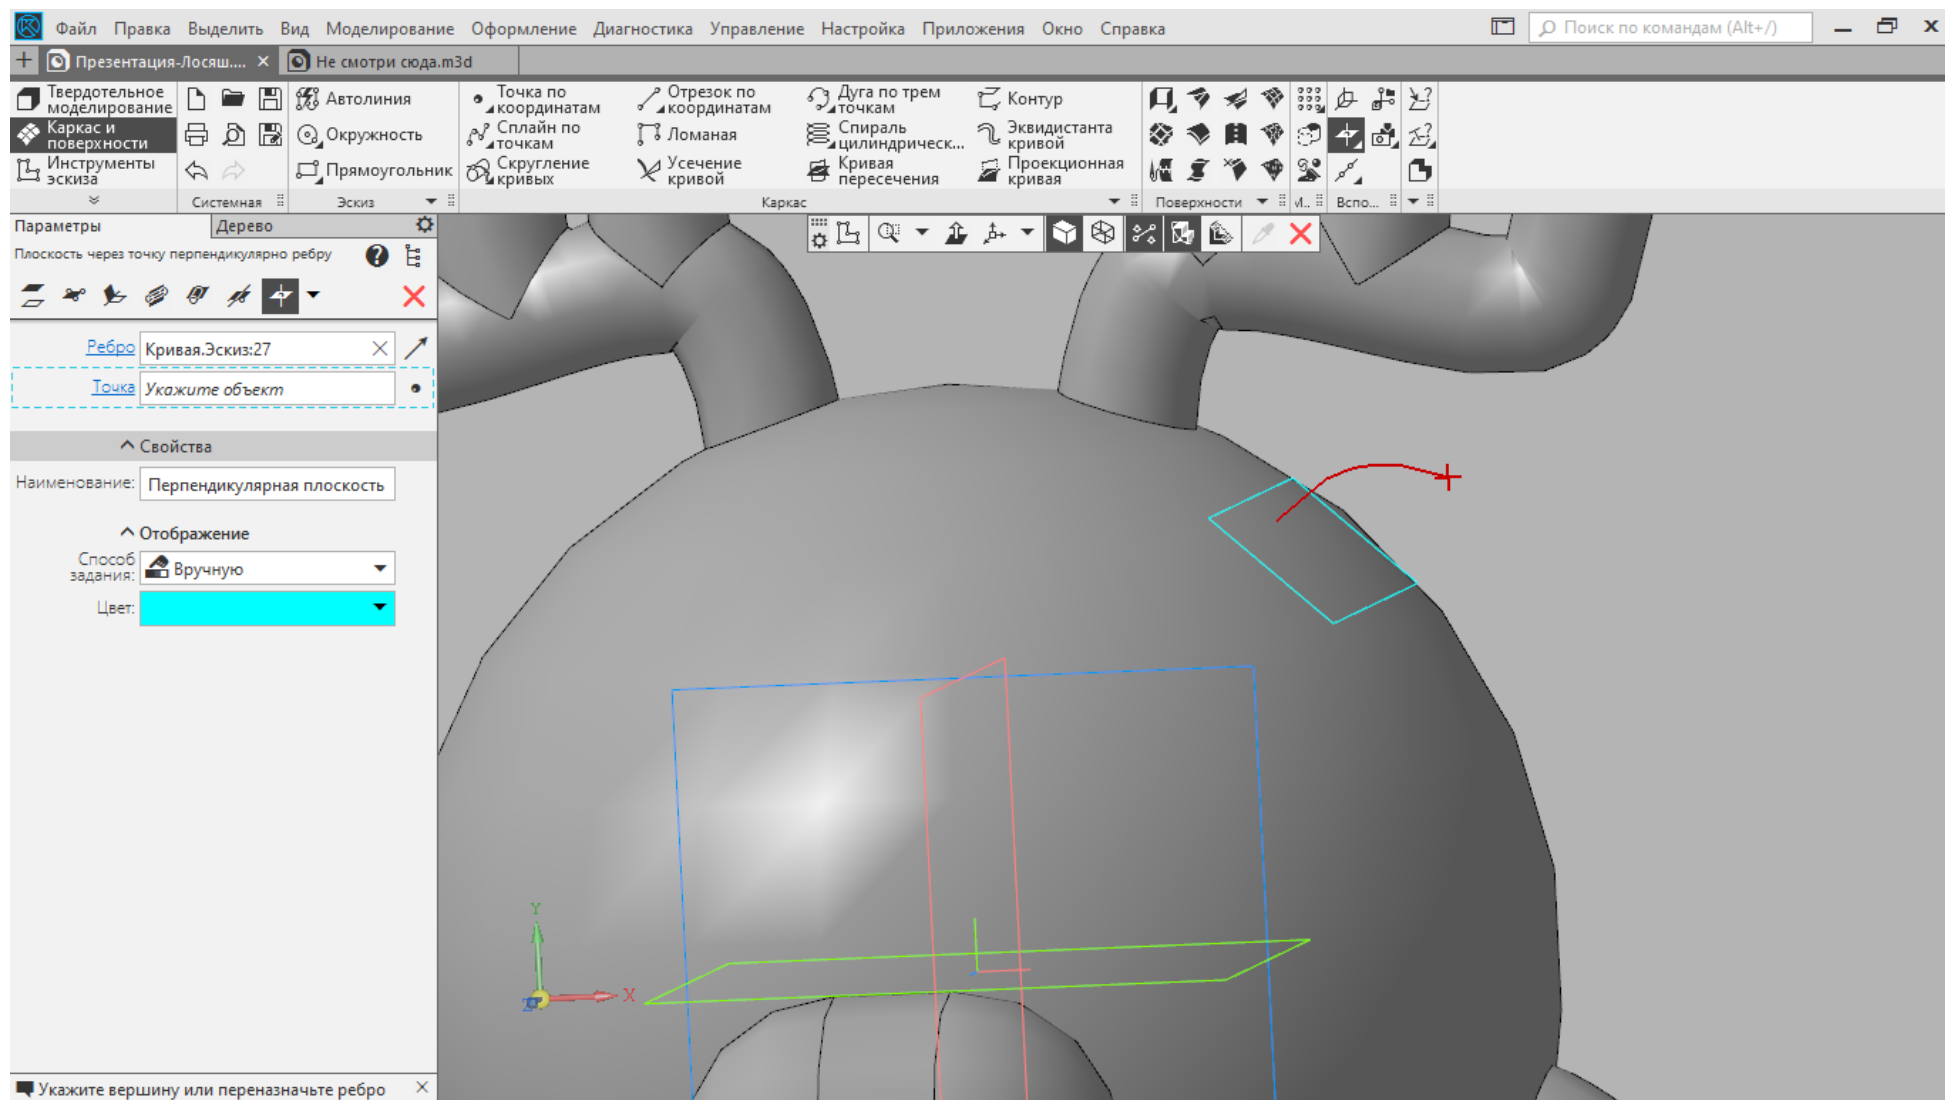 Файл Правка Выделить Вид Моделирование Оформление Диагностика Управление Настройка Приложения Окно Справка
Поиск по командам (Alt+/)
Презентация-Лосяш....
Не смотри сюда.m3d
Твердотельное
моделирование
Каркас и
поверхности
Инструменты
эскиза
Системная
Автолиния
Окружность
Прямоугольник
Эскиз
Точка по
координатам
Сплайн по
точкам
Скругление
кривых
Отрезок по
координатам
Ломаная
Усечение
кривой
Дуга по трем
точкам
Спираль
цилиндрическ...
Кривая
пересечения
Контур
Эквидистанта
кривой
Проекционная
кривая
Каркас
Поверхности
И..
Вспо...
Параметры
Дерево
Плоскость через точку перпендикулярно ребру
Ребро Кривая.Эскиз:27
Точка Укажите объект
Свойства
Наименование: Перпендикулярная плоскость
Отображение
Способ
задания: Вручную
Цвет:
Y
X
Z
Укажите вершину или переназначьте ребро